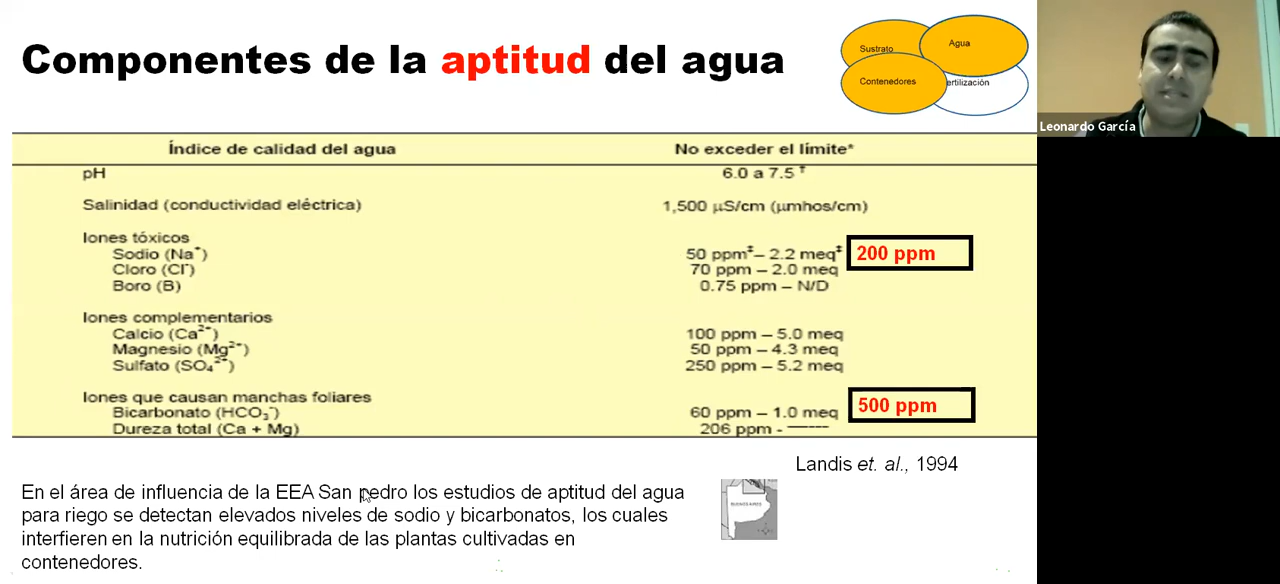 Componentes de la aptitud del agua
Sustrato
Agua
Contenedores
ertilización
Leonardo García
Índice de calidad del agua No exceder el límite*
pH 6.0 a 7.5 †
Salinidad (conductividad eléctrica) 1,500 µS/cm (µmhos/cm)
Iones tóxicos
Sodio (Na⁺) 50 ppm‡– 2.2 meq‡ 200 ppm
Cloro (Cl⁻) 70 ppm – 2.0 meq
Boro (B) 0.75 ppm – N/D
Iones complementarios
Calcio (Ca²⁺) 100 ppm – 5.0 meq
Magnesio (Mg²⁺) 50 ppm – 4.3 meq
Sulfato (SO₄²⁻) 250 ppm – 5.2 meq
Iones que causan manchas foliares
Bicarbonato (HCO₃⁻) 60 ppm – 1.0 meq 500 ppm
Dureza total (Ca + Mg) 206 ppm - -------
Landis et. al., 1994
En el área de influencia de la EEA San pedro los estudios de aptitud del agua
para riego se detectan elevados niveles de sodio y bicarbonatos, los cuales
interfieren en la nutrición equilibrada de las plantas cultivadas en
contenedores.
BUENOS AIRES